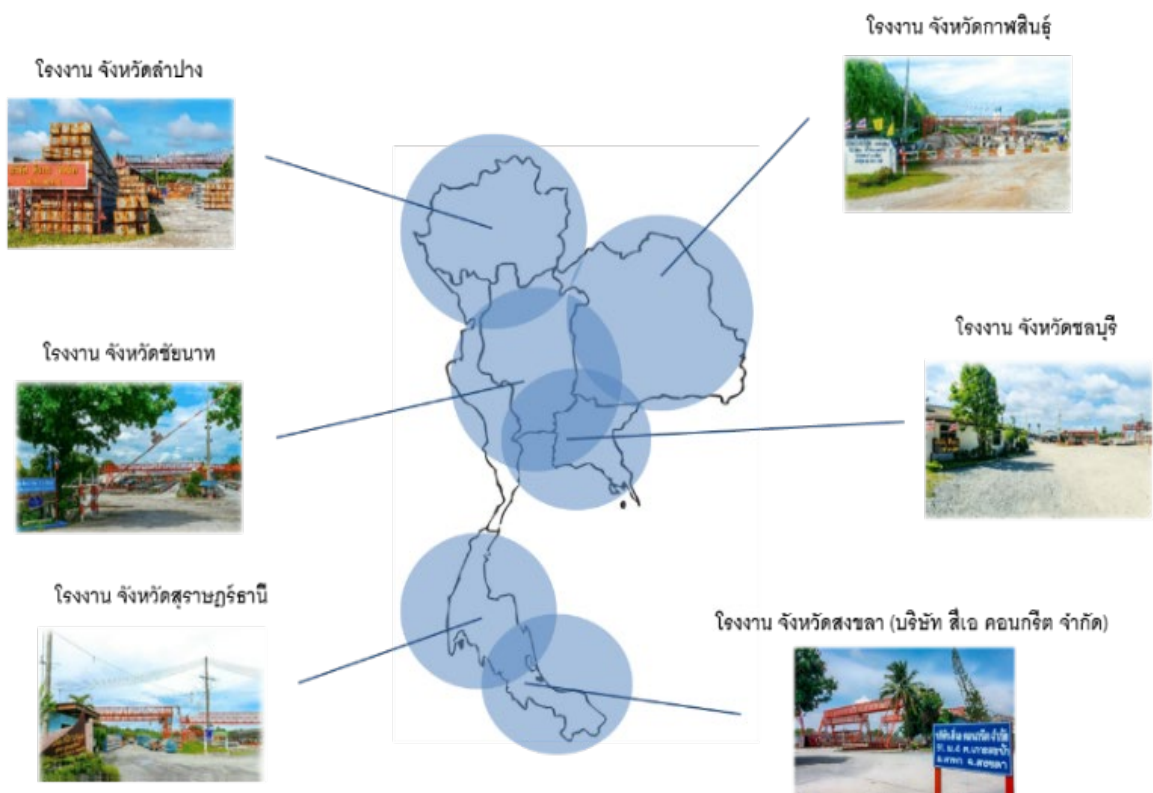 โรงงาน จังหวัดกาฬสินธุ์
โรงงาน จังหวัดลำปาง
โรงงาน จังหวัดชลบุรี
โรงงาน จังหวัดชัยนาท
โรงงาน จังหวัดสุราษฎร์ธานี
โรงงาน จังหวัดสงขลา (บริษัท สีเอ คอนกรีต จำกัด)